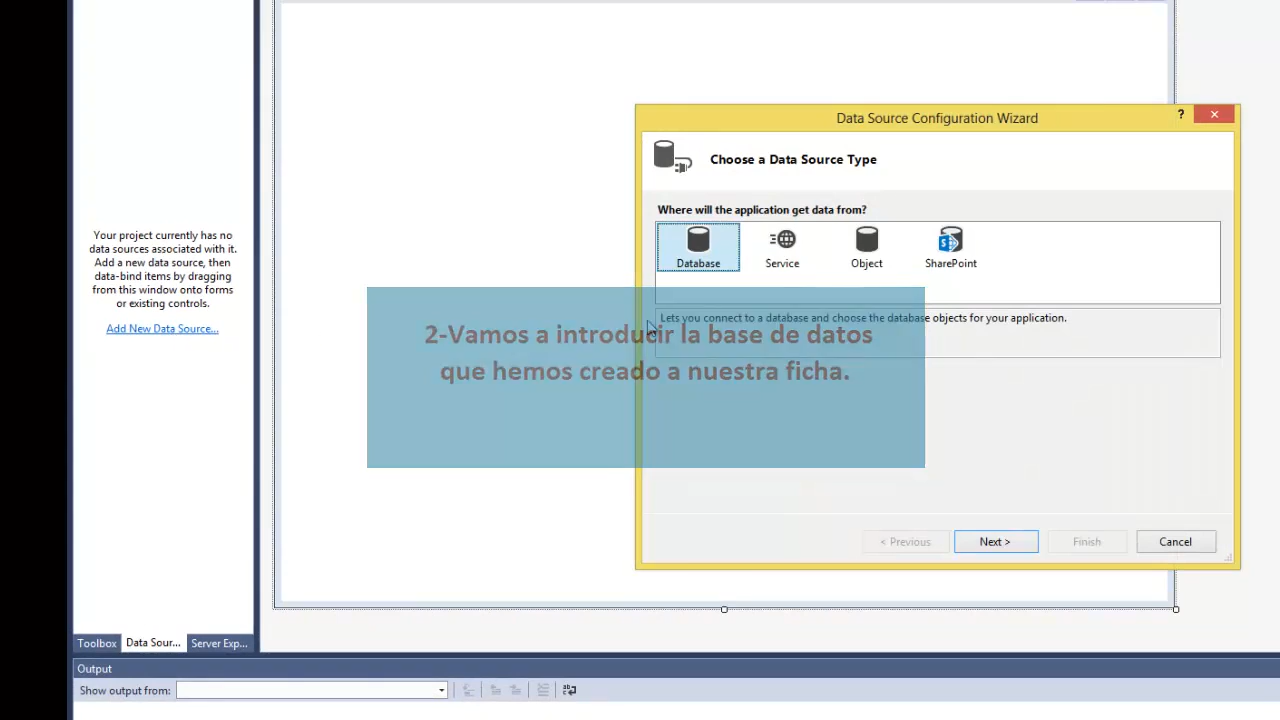 Data Source Configuration Wizard
?
Choose a Data Source Type
Where will the application get data from?
Database
Service
Object
SharePoint
Lets you connect to a database and choose the database objects for your application.
2-Vamos a introducir la base de datos
que hemos creado a nuestra ficha.
Your project currently has no
data sources associated with it.
Add a new data source, then
data-bind items by dragging
from this window onto forms
or existing controls.
Add New Data Source...
< Previous
Next >
Finish
Cancel
Toolbox
Data Sour...
Server Exp...
Output
Show output from: